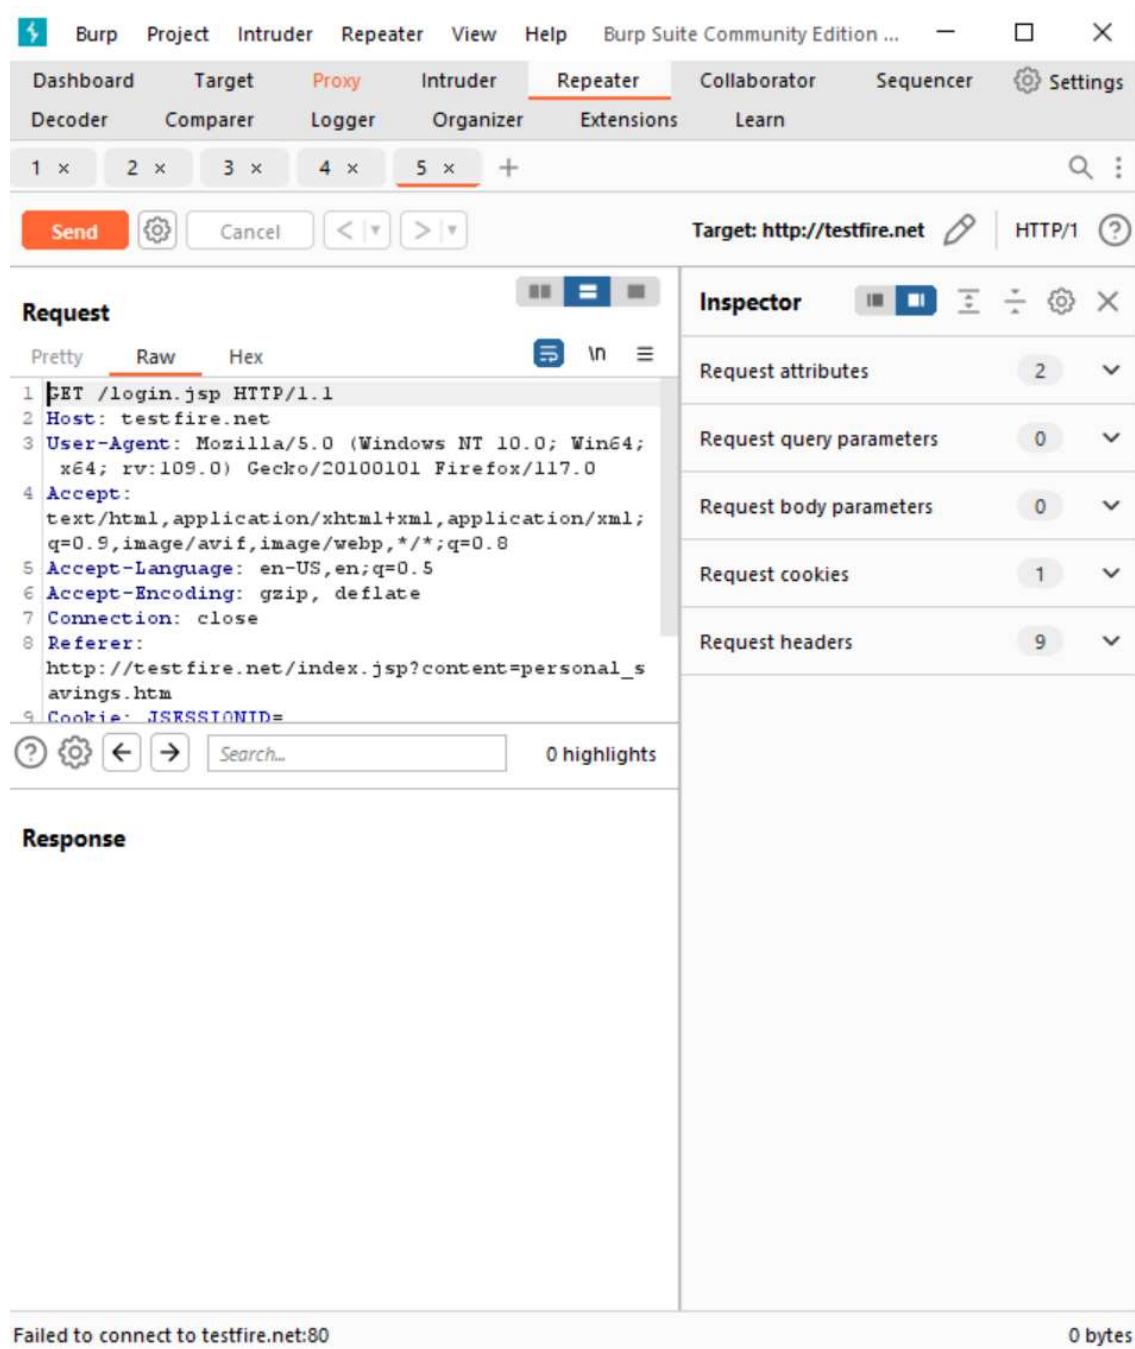 Burp Project Intruder Repeater View Help Burp Suite Community Edition ...
Dashboard Target Proxy Intruder Repeater Collaborator Sequencer Settings
Decoder Comparer Logger Organizer Extensions Learn
1 × 2 × 3 × 4 × 5 × +
Send Cancel < > Target: http://testfire.net HTTP/1 ?
Request
Pretty Raw Hex \n
1 GET /login.jsp HTTP/1.1
2 Host: testfire.net
3 User-Agent: Mozilla/5.0 (Windows NT 10.0; Win64;
x64; rv:109.0) Gecko/20100101 Firefox/117.0
4 Accept:
text/html,application/xhtml+xml,application/xml;
q=0.9,image/avif,image/webp,*/*;q=0.8
5 Accept-Language: en-US,en;q=0.5
6 Accept-Encoding: gzip, deflate
7 Connection: close
8 Referer:
http://testfire.net/index.jsp?content=personal_s
avings.htm
9 Cookie: JSESSIONID=
? Search... 0 highlights
Response
Inspector
Request attributes 2
Request query parameters 0
Request body parameters 0
Request cookies 1
Request headers 9
Failed to connect to testfire.net:80 0 bytes